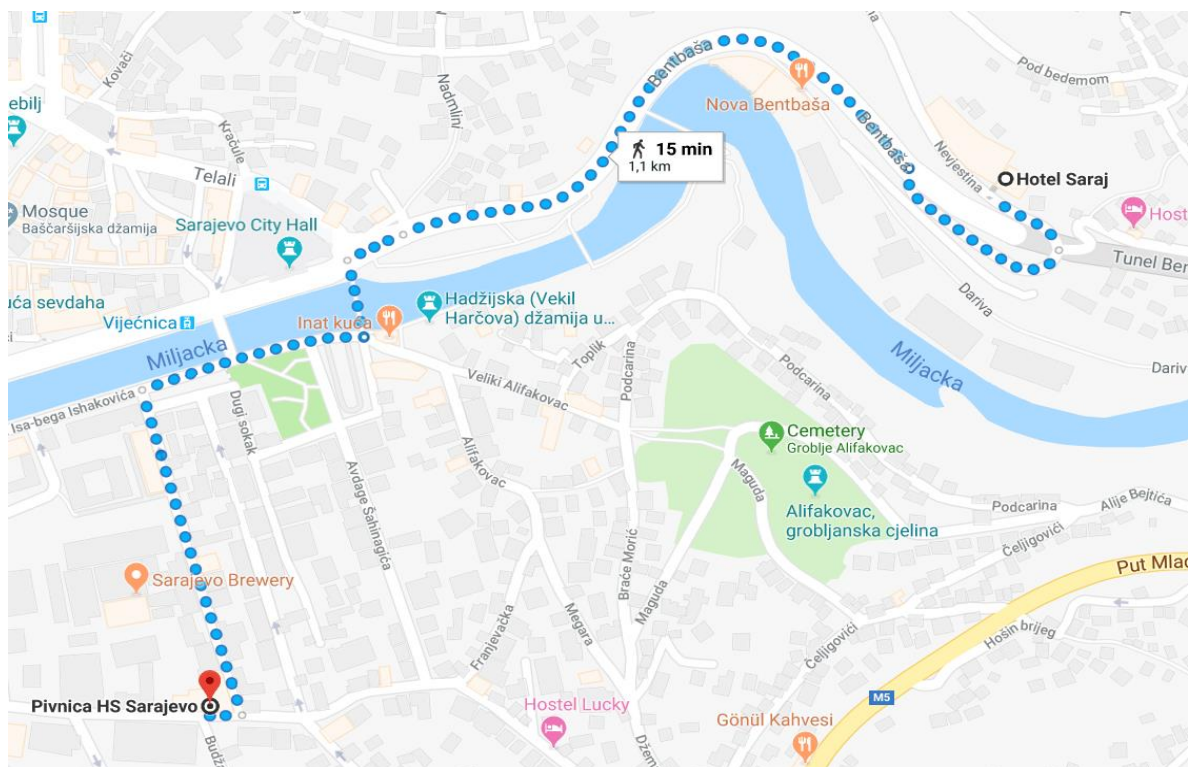 Kovači
ebilj
Kračule
Telali
Nadmlini
Bentbaša
Nova Bentbaša
Bentbaša
Pod bedemom
Nevjestina
Hotel Saraj
Host
Tunel Ber
15 min
1,1 km
Mosque
Baščaršijska džamija
Sarajevo City Hall
uća sevdaha
Vijećnica
Inat kuća
Hadžijska (Vekil
Harčova) džamija u...
Miljacka
Dariva
Dariv
Miljacka
Isa-bega Ishakovića
Dugi sokak
Toplik
Podcarina
Podcarina
Veliki Alifakovac
Alifakovac
Avdage Šahinagića
Cemetery
Groblje Alifakovac
Maguda
Alifakovac,
grobljanska cjelina
Podcarina
Alije Bejtića
Čeljigovići
Put Mlad
Sarajevo Brewery
Braće Morić
Maguda
Megara
Franjevačka
Čeljigovići
Hošin brijeg
M5
Pivnica HS Sarajevo
Hostel Lucky
Gönül Kahvesi
Budža
Džem